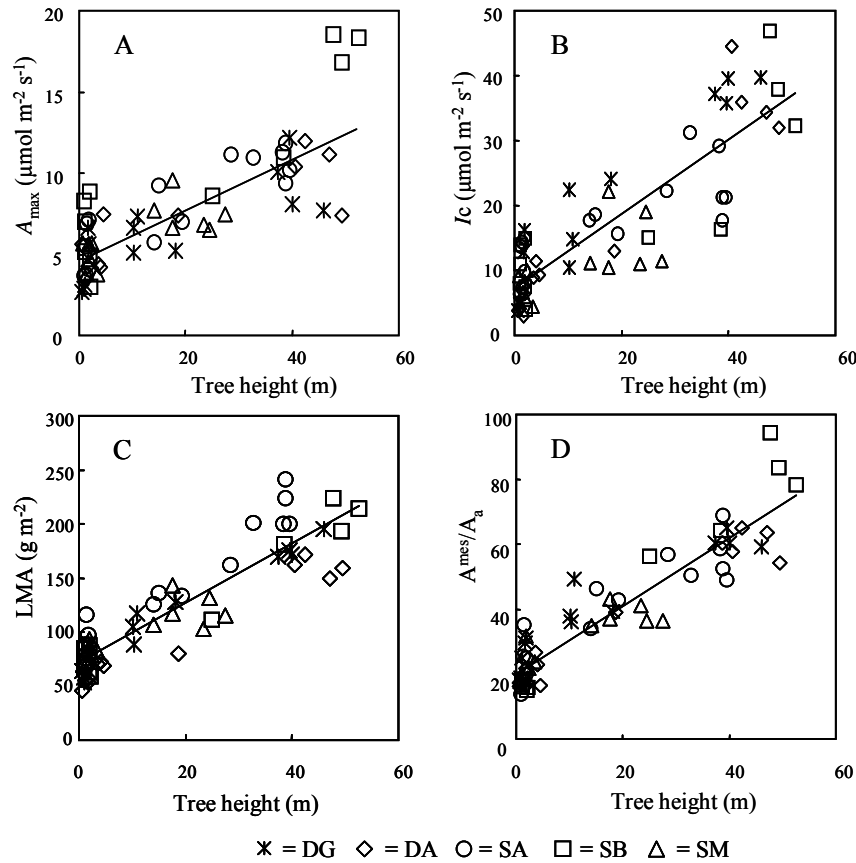 A
20
15
10
5
0
A max (µmol m⁻² s⁻¹)
0 20 40 60
Tree height (m)
B
50
40
30
20
10
0
Ic (µmol m⁻² s⁻¹)
0 20 40 60
Tree height (m)
C
300
250
200
150
100
50
0
LMA (g m⁻²)
0 20 40 60
Tree height (m)
D
100
80
60
40
20
0
A^mes/A_a
0 20 40 60
Tree height (m)
= DG = DA = SA = SB = SM